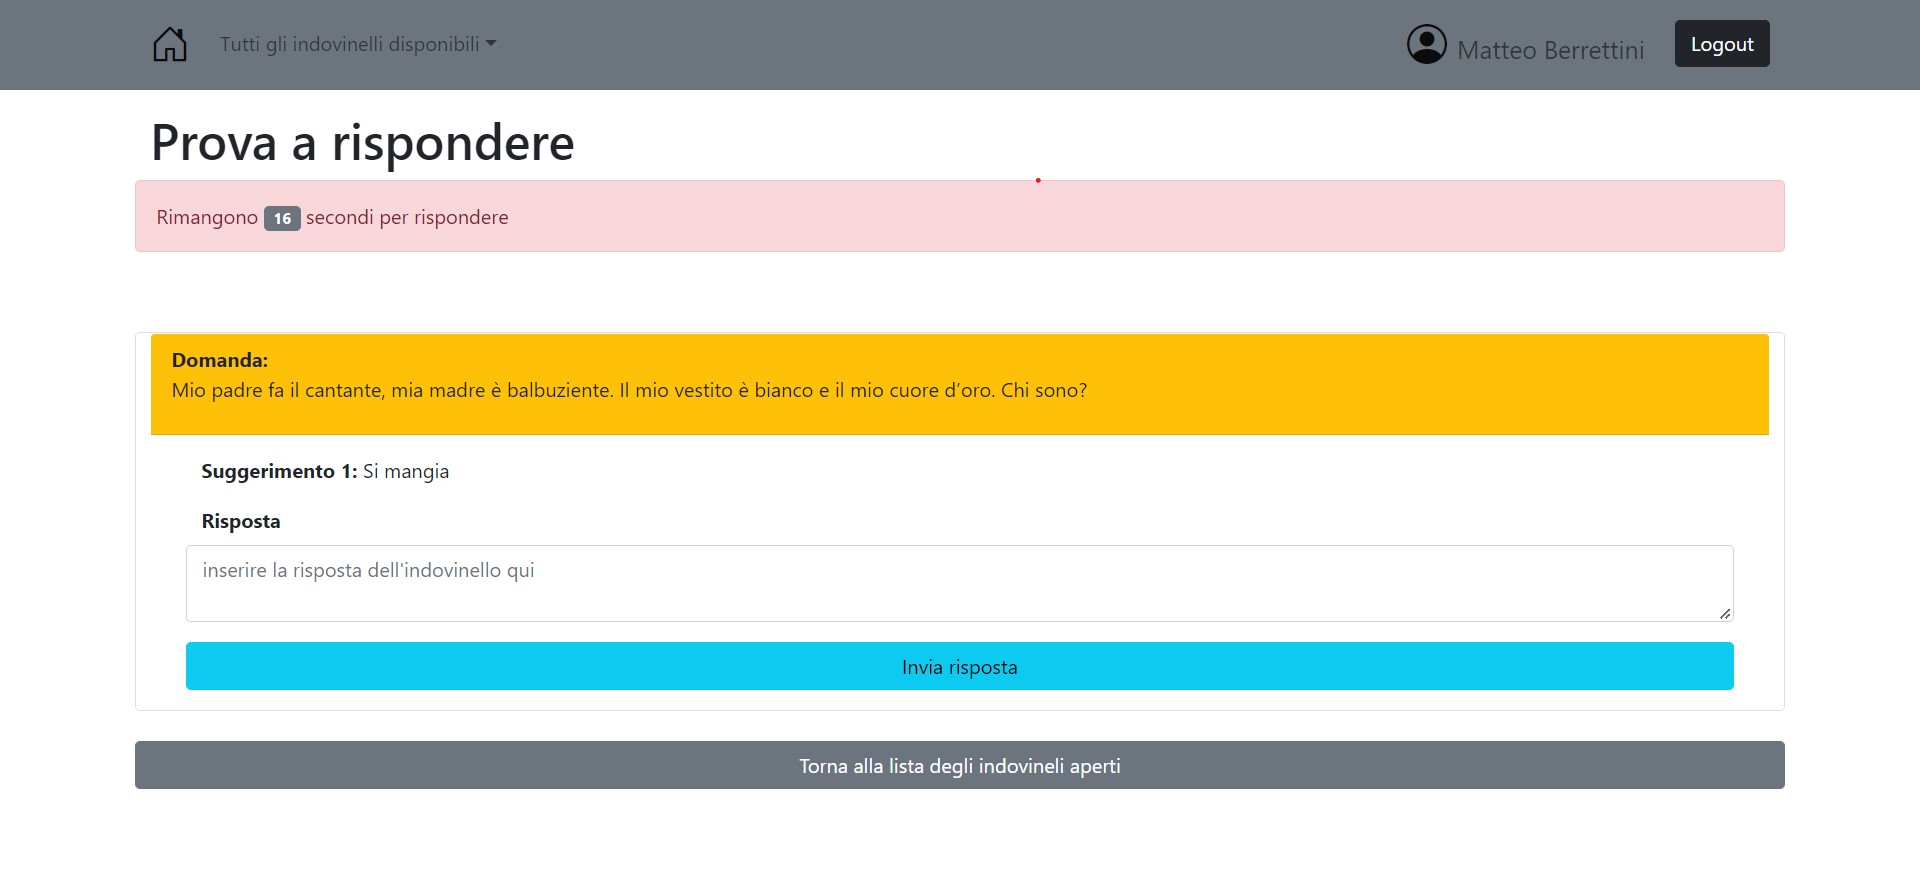 Tutti gli indovinelli disponibili
Matteo Berrettini
Logout
Prova a rispondere
Rimangono 16 secondi per rispondere
Domanda:
Mio padre fa il cantante, mia madre è balbuziente. Il mio vestito è bianco e il mio cuore d’oro. Chi sono?
Suggerimento 1: Si mangia
Risposta
inserire la risposta dell'indovinello qui
Invia risposta
Torna alla lista degli indovineli aperti